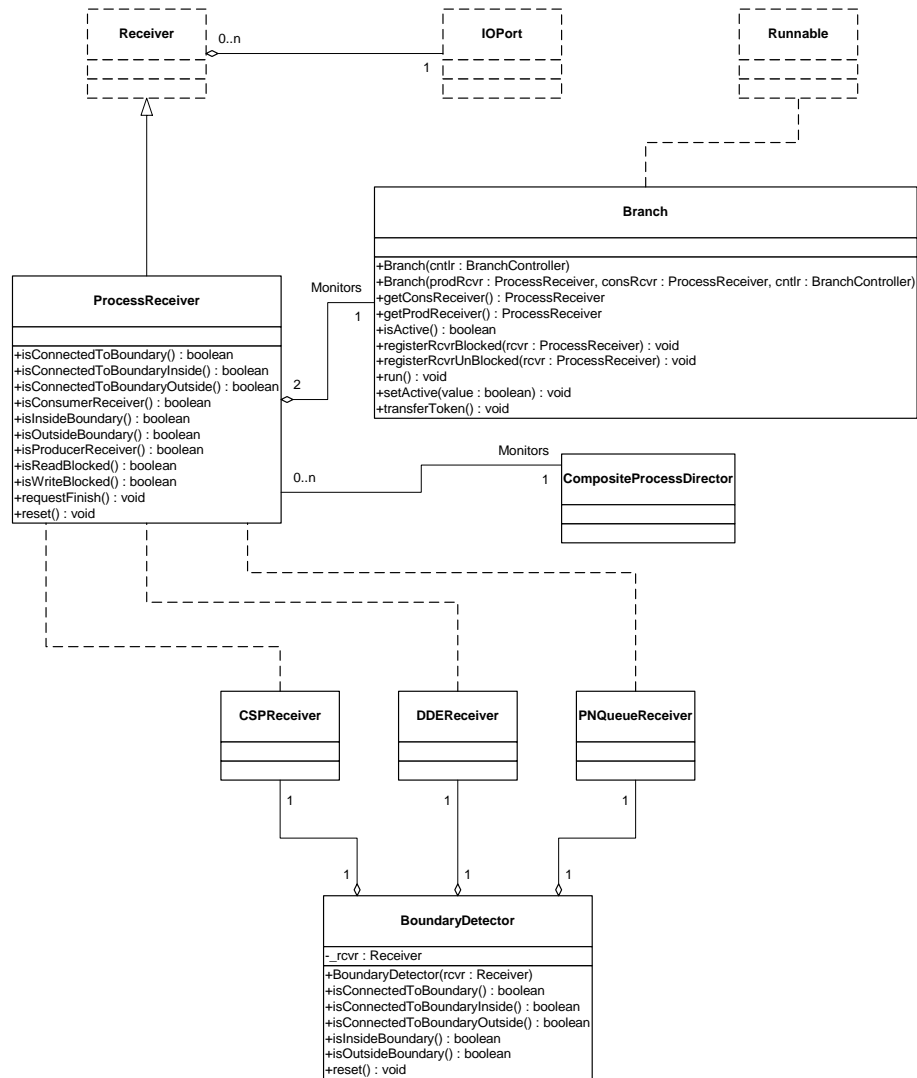 Receiver
0..n
1
IOPort
Runnable
Branch
+Branch(cntlr : BranchController)
+Branch(prodRcvr : ProcessReceiver, consRcvr : ProcessReceiver, cntlr : BranchController)
+getConsReceiver() : ProcessReceiver
+getProdReceiver() : ProcessReceiver
+isActive() : boolean
+registerRcvrBlocked(rcvr : ProcessReceiver) : void
+registerRcvrUnBlocked(rcvr : ProcessReceiver) : void
+run() : void
+setActive(value : boolean) : void
+transferToken() : void
Monitors
1
2
ProcessReceiver
+isConnectedToBoundary() : boolean
+isConnectedToBoundaryInside() : boolean
+isConnectedToBoundaryOutside() : boolean
+isConsumerReceiver() : boolean
+isInsideBoundary() : boolean
+isOutsideBoundary() : boolean
+isProducerReceiver() : boolean
+isReadBlocked() : boolean
+isWriteBlocked() : boolean
+requestFinish() : void
+reset() : void
Monitors
0..n
1
CompositeProcessDirector
CSPReceiver
DDEReceiver
PNQueueReceiver
1
1
1
1
1
1
BoundaryDetector
-_rcvr : Receiver
+BoundaryDetector(rcvr : Receiver)
+isConnectedToBoundary() : boolean
+isConnectedToBoundaryInside() : boolean
+isConnectedToBoundaryOutside() : boolean
+isInsideBoundary() : boolean
+isOutsideBoundary() : boolean
+reset() : void